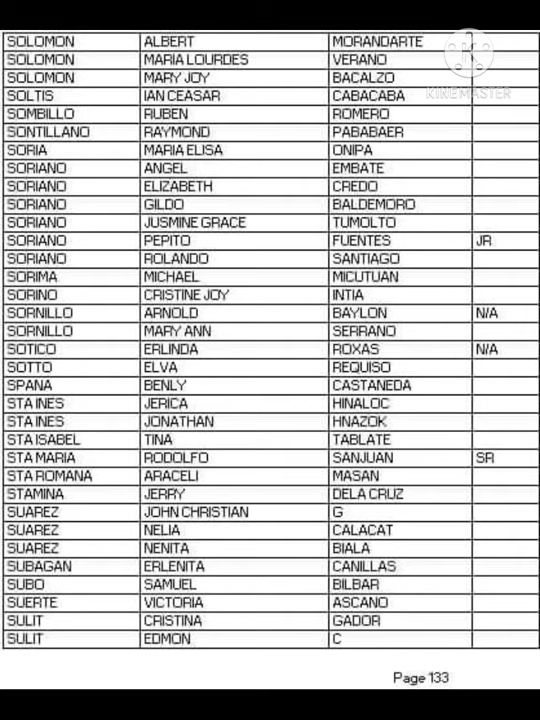 SOLOMON ALBERT MORANDARTE
SOLOMON MARIA LOURDES VERANO
SOLOMON MARY JOY BACALZO
SOLTIS IAN CEASAR CABACABA
KINEMASTER
SOMBILLO RUBEN ROMERO
SONTILLANO RAYMOND PABABAER
SORIA MARIA ELISA ONIPA
SORIANO ANGEL EMBATE
SORIANO ELIZABETH CREDO
SORIANO GILDO BALDEMORO
SORIANO JUSMINE GRACE TUMOLTO
SORIANO PEPITO FUENTES JR
SORIANO ROLANDO SANTIAGO
SORIMA MICHAEL MICUTUAN
SORINO CRISTINE JOY INTIA
SORNILLO ARNOLD BAYLON N/A
SORNILLO MARY ANN SERRANO
SOTICO ERLINDA ROXAS N/A
SOTTO ELVA REQUISO
SPANA BENLY CASTANEDA
STA INES JERICA HINALOC
STA INES JONATHAN HNAZOK
STA ISABEL TINA TABLATE
STA MARIA RODOLFO SANJUAN SR
STA ROMANA ARACELI MASAN
STAMINA JERRY DELA CRUZ
SUAREZ JOHN CHRISTIAN G
SUAREZ NELIA CALACAT
SUAREZ NENITA BIALA
SUBAGAN ERLENITA CANILLAS
SUBO SAMUEL BILBAR
SUERTE VICTORIA ASCANO
SULIT CRISTINA GADOR
SULIT EDMON C
Page 133